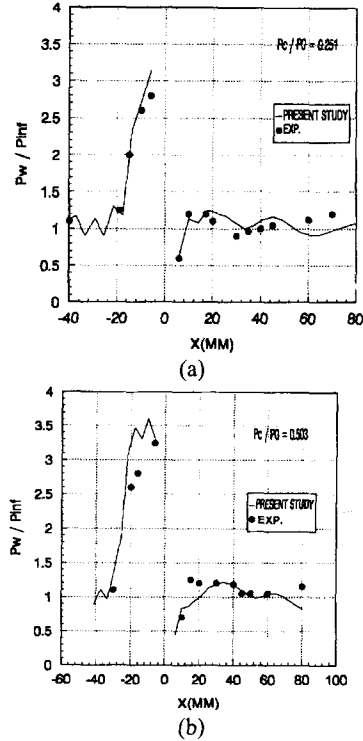 (a)
4
3.5
3
2.5
2
1.5
1
0.5
0
Pw / Pinf
Pc / P0 = 0.251
PRESENT STUDY
EXP.
-40 -20 0 20 40 60 80
X(MM)
(a)
4
3.5
3
2.5
2
1.5
1
0.5
0
Pw / Pinf
Pc / P0 = 0.503
PRESENT STUDY
EXP.
-60 -40 -20 0 20 40 60 80 100
X(MM)
(b)